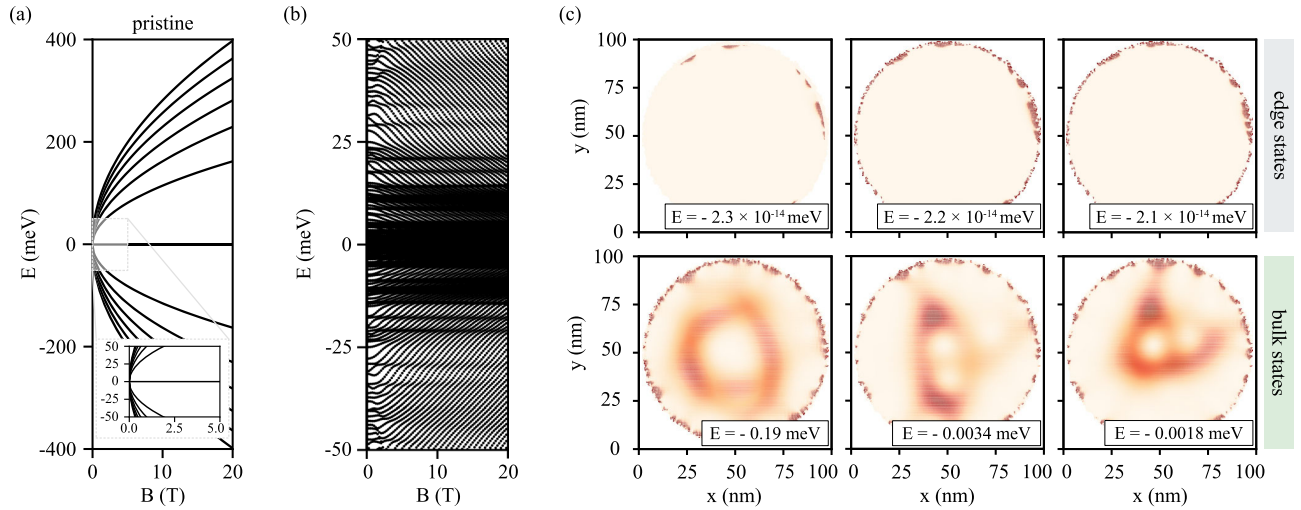 (a)
pristine
400
200
0
-200
-400
E (meV)
50
25
0
-25
-50
0.0
2.5
5.0
0
20
B (T)
(b)
50
25
0
-25
-50
E (meV)
0
20
B (T)
(c)
100
75
50
25
0
y (nm)
E = - 2.3 × 10-14 meV
E = - 2.2 × 10-14 meV
E = - 2.1 × 10-14 meV
edge states
100
75
50
25
0
y (nm)
E = - 0.19 meV
E = - 0.0034 meV
E = - 0.0018 meV
bulk states
0 25 50 75 100
0 25 50 75 100
0 25 50 75 100
x (nm)
x (nm)
x (nm)